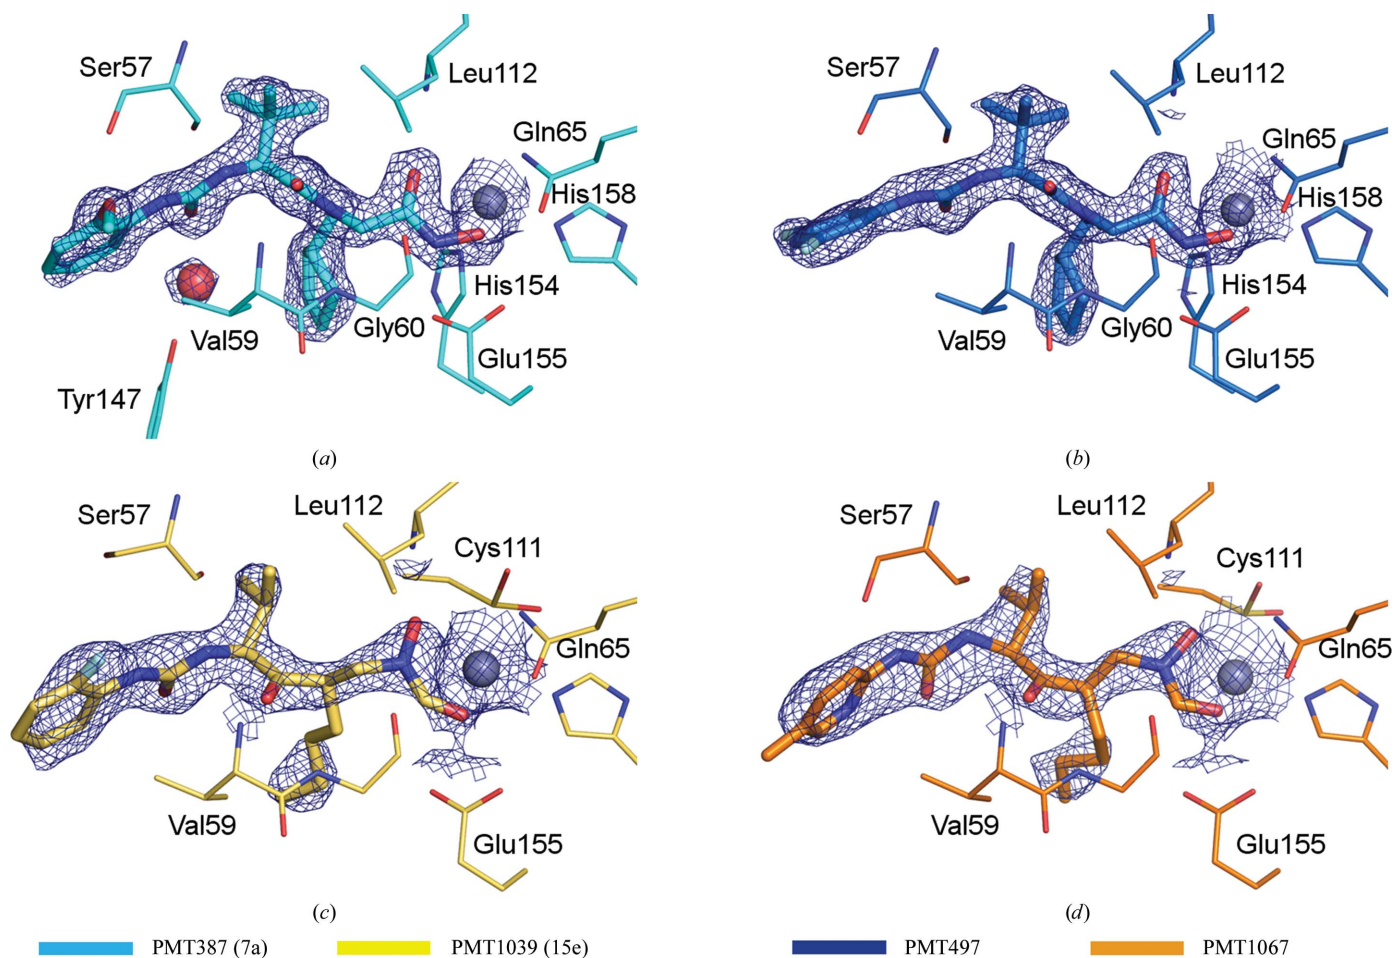 Ser57
Leu112
Gln65
His158
His154
Val59
Gly60
Glu155
Tyr147
(a)
Ser57
Leu112
Gln65
His158
His154
Val59
Gly60
Glu155
(b)
Ser57
Leu112
Cys111
Gln65
Val59
Glu155
(c)
Ser57
Leu112
Cys111
Gln65
Val59
Glu155
(d)
PMT387 (7a)
PMT1039 (15e)
PMT497
PMT1067